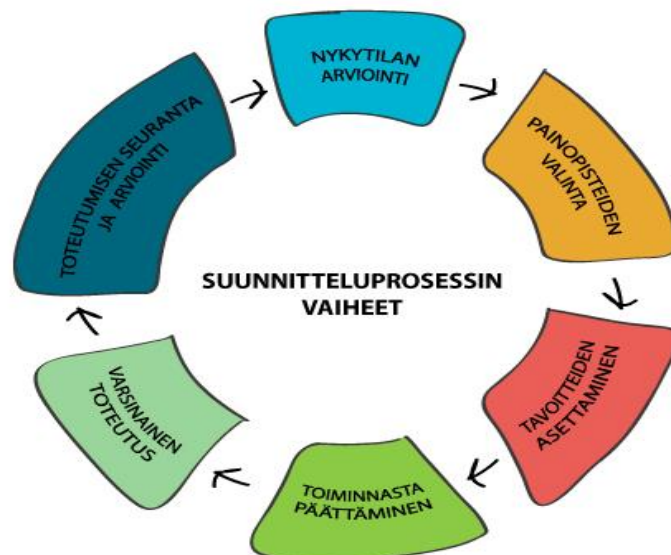 NYKYTILAN
ARVIOINTI
PAINOPISTEIDEN
VALINTA
TAVOITTEIDEN
ASETTAMINEN
TOIMINNASTA
PÄÄTTÄMINEN
VARSINAINEN
TOTEUTUS
TOTEUTUMISEN SEURANTA
JA ARVIOINTI
SUUNNITTELUPROSESSIN
VAIHEET